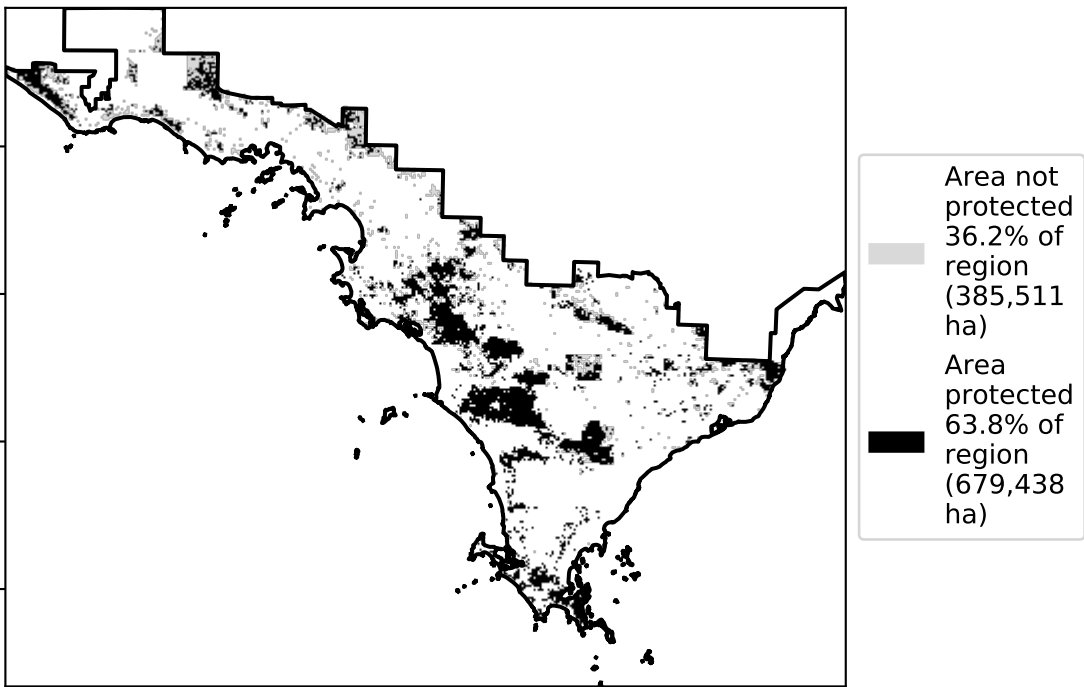 Area not
protected
36.2% of
region
(385,511
ha)
Area
protected
63.8% of
region
(679,438
ha)